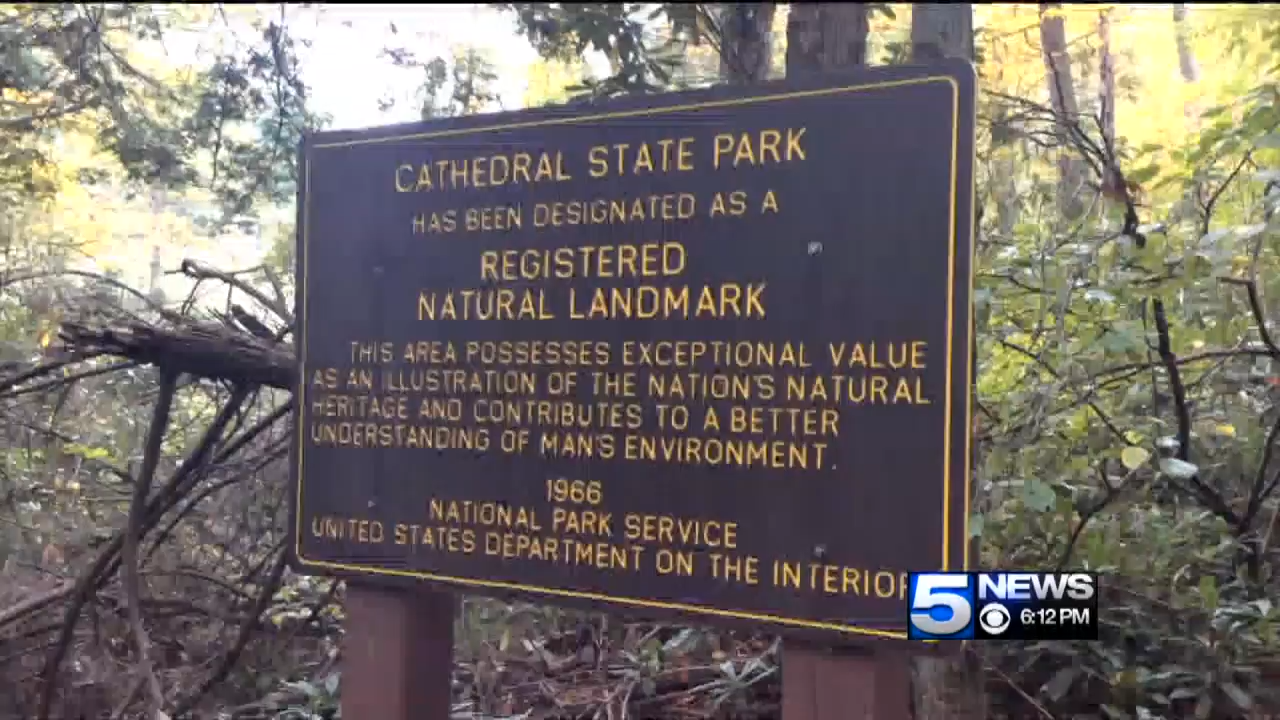 CATHEDRAL STATE PARK
HAS BEEN DESIGNATED AS A
REGISTERED
NATURAL LANDMARK
THIS AREA POSSESSES EXCEPTIONAL VALUE
AS AN ILLUSTRATION OF THE NATION'S NATURAL
HERITAGE AND CONTRIBUTES TO A BETTER
UNDERSTANDING OF MAN'S ENVIRONMENT.
1966
NATIONAL PARK SERVICE
UNITED STATES DEPARTMENT ON THE INTERIOR
5 NEWS
6:12 PM